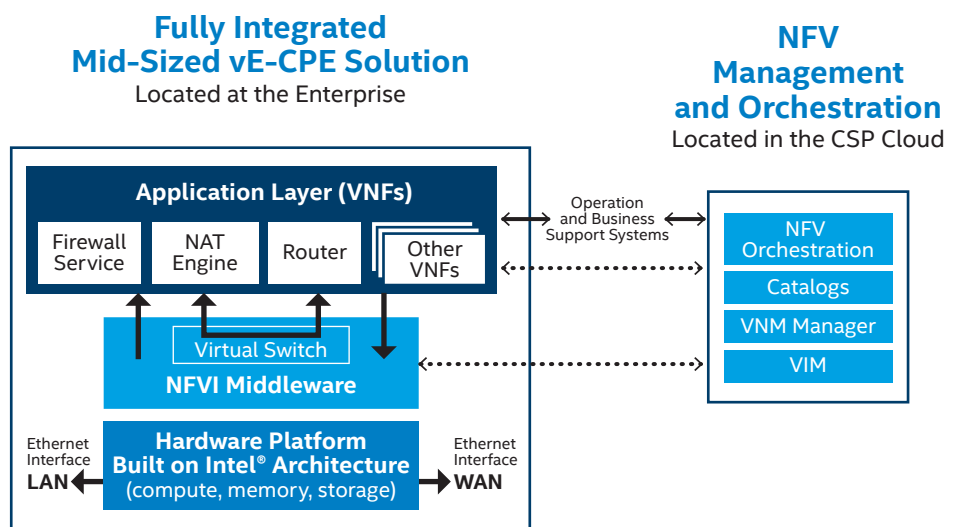 Fully Integrated
Mid-Sized vE-CPE Solution
Located at the Enterprise
NFV
Management
and Orchestration
Located in the CSP Cloud
Application Layer (VNFs)
Firewall
Service
NAT
Engine
Router
Other
VNFs
Operation
and Business
Support Systems
NFV
Orchestration
Catalogs
VNM Manager
VIM
Virtual Switch
NFVI Middleware
Ethernet
Interface
LAN
Hardware Platform
Built on Intel® Architecture
(compute, memory, storage)
Ethernet
Interface
WAN